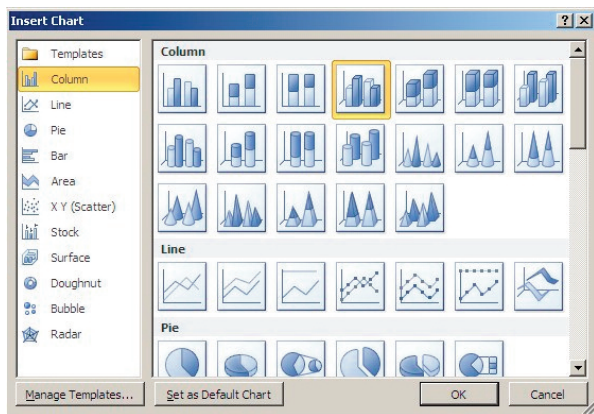 Insert Chart
Templates
Column
Line
Pie
Bar
Area
X Y (Scatter)
Stock
Surface
Doughnut
Bubble
Radar
Column
Line
Pie
Manage Templates...
Set as Default Chart
OK
Cancel